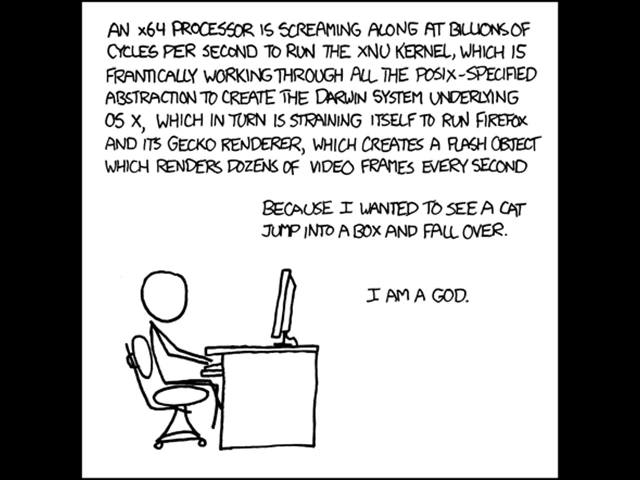 AN x64 PROCESSOR IS SCREAMING ALONG AT BILLIONS OF
CYCLES PER SECOND TO RUN THE XNU KERNEL, WHICH IS
FRANTICALLY WORKING THROUGH ALL THE POSIX-SPECIFIED
ABSTRACTION TO CREATE THE DARWIN SYSTEM UNDERLYING
OS X, WHICH IN TURN IS STRAINING ITSELF TO RUN FIREFOX
AND ITS GECKO RENDERER, WHICH CREATES A FLASH OBJECT
WHICH RENDERS DOZENS OF VIDEO FRAMES EVERY SECOND
BECAUSE I WANTED TO SEE A CAT
JUMP INTO A BOX AND FALL OVER.
I AM A GOD.